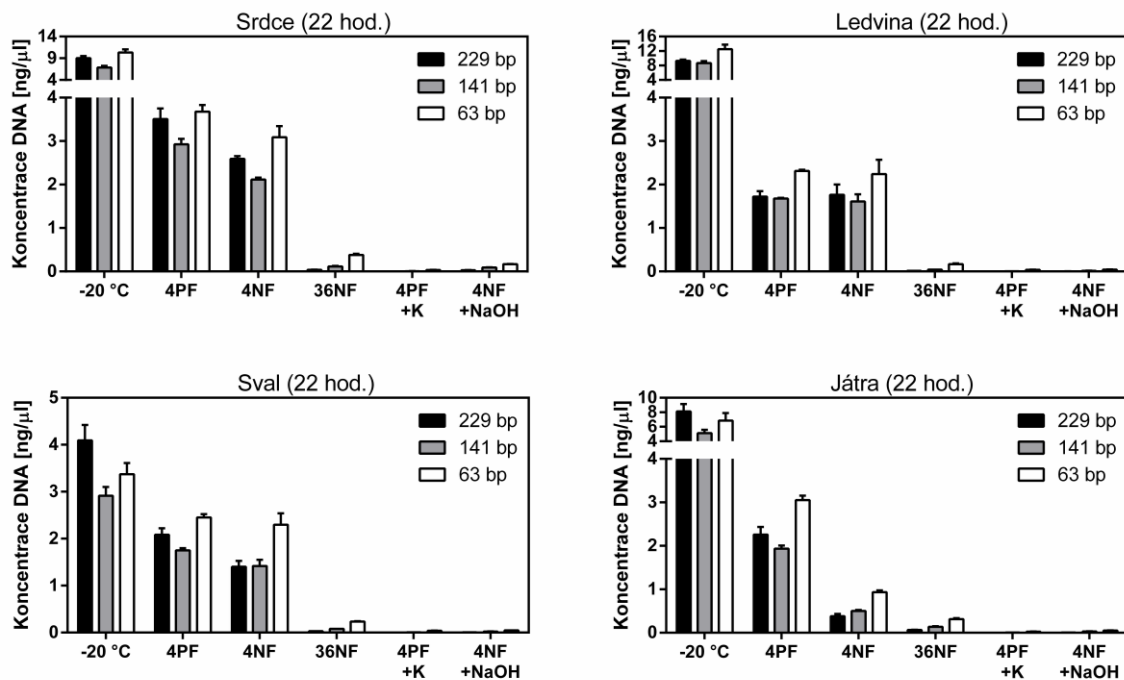 Srdce (22 hod.)
Koncentrace DNA [ng/µl]
14
9
4
4
3
2
1
0
229 bp
141 bp
63 bp
-20 °C 4PF 4NF 36NF 4PF 4NF
+K +NaOH
Ledvina (22 hod.)
Koncentrace DNA [ng/µl]
16
12
8
4
4
3
2
1
0
229 bp
141 bp
63 bp
-20 °C 4PF 4NF 36NF 4PF 4NF
+K +NaOH
Sval (22 hod.)
Koncentrace DNA [ng/µl]
5
4
3
2
1
0
229 bp
141 bp
63 bp
-20 °C 4PF 4NF 36NF 4PF 4NF
+K +NaOH
Játra (22 hod.)
Koncentrace DNA [ng/µl]
10
8
6
4
4
3
2
1
0
229 bp
141 bp
63 bp
-20 °C 4PF 4NF 36NF 4PF 4NF
+K +NaOH